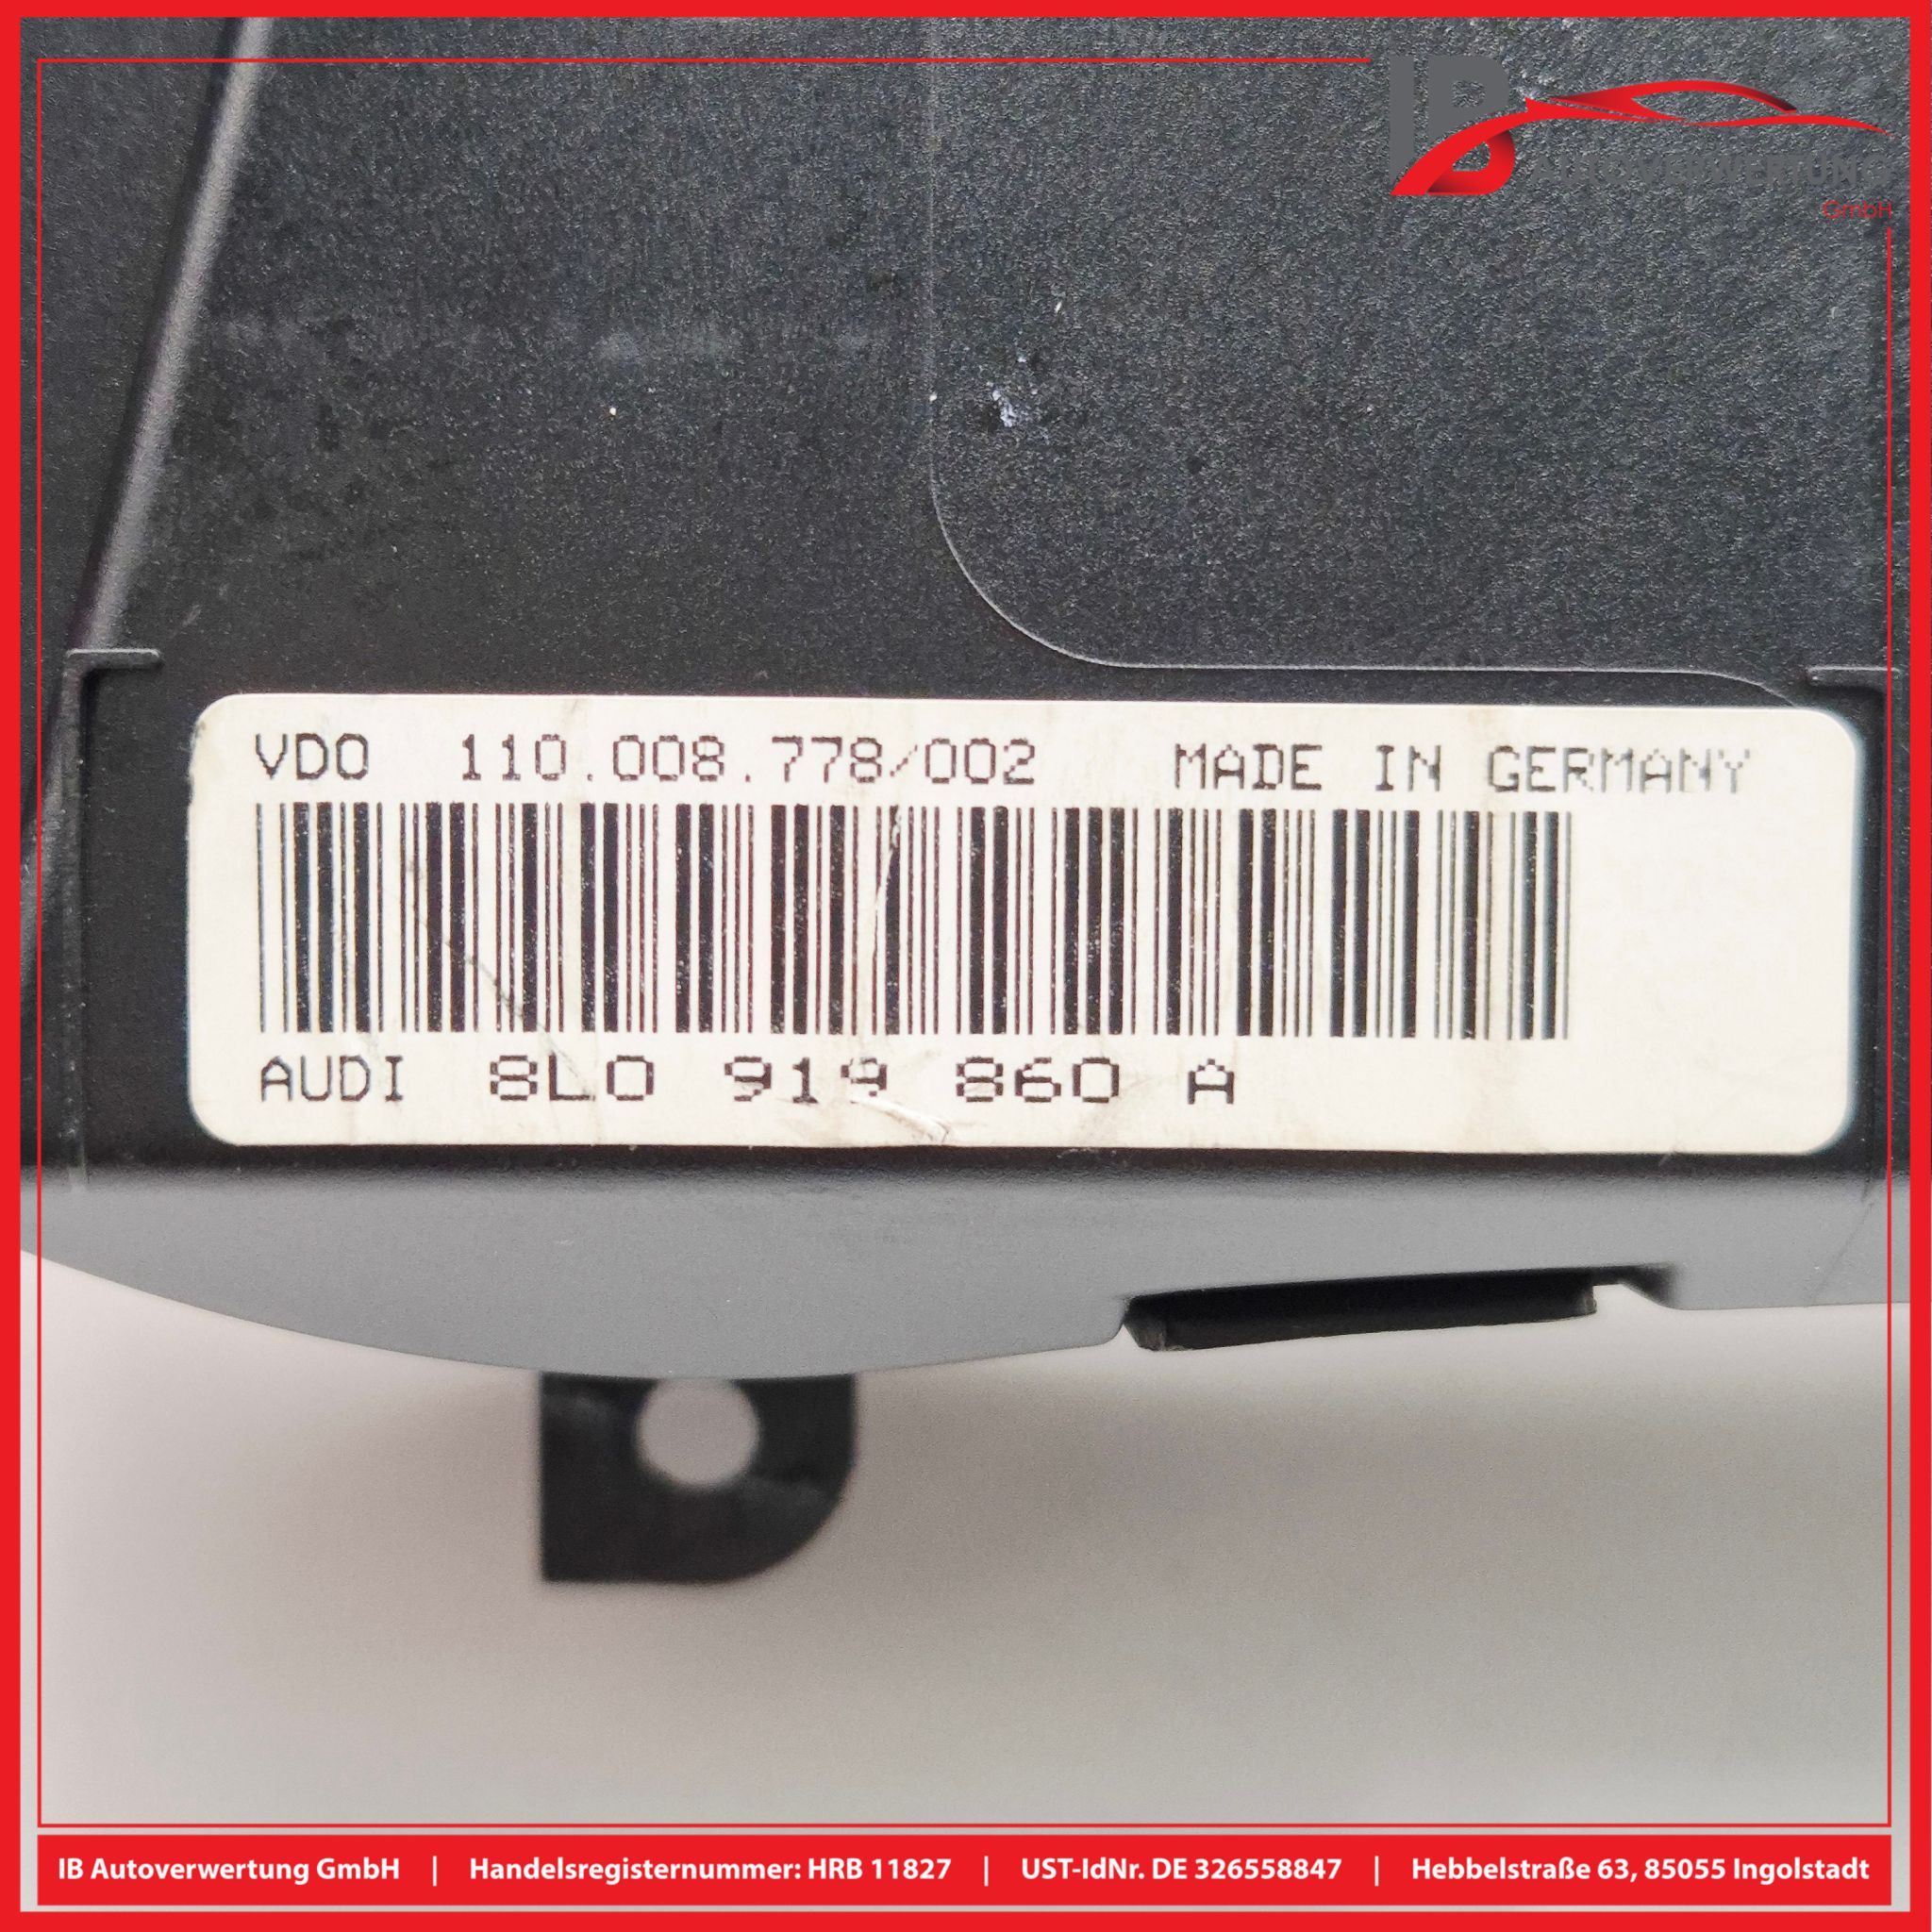 IB
AUTOVERWERTUNG
GmbH
VDO 110.008.778/002 MADE IN GERMANY
AUDI 8L0 919 860 A
IB Autoverwertung GmbH | Handelsregisternummer: HRB 11827 | UST-IdNr. DE 326558847 | Hebbelstraße 63, 85055 Ingolstadt